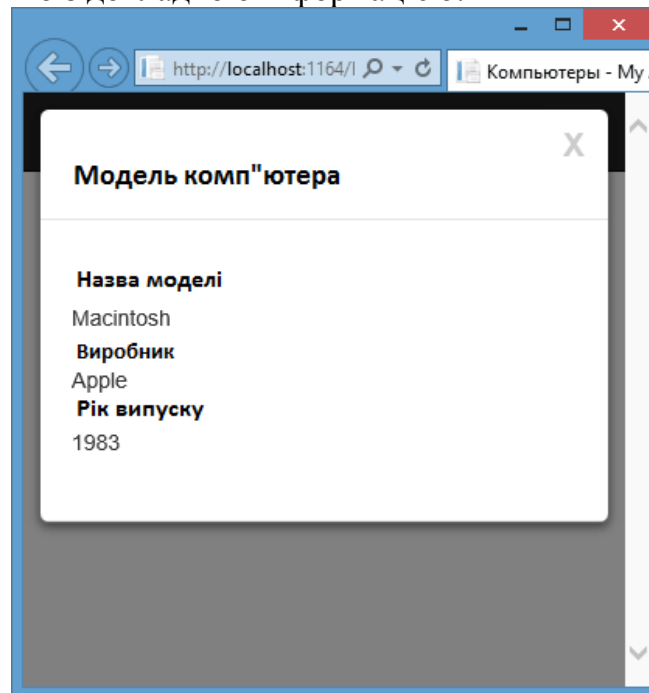 http://localhost:1164/l
Компьютеры - My
X
Модель комп"ютера
Назва моделі
Macintosh
Виробник
Apple
Рік випуску
1983